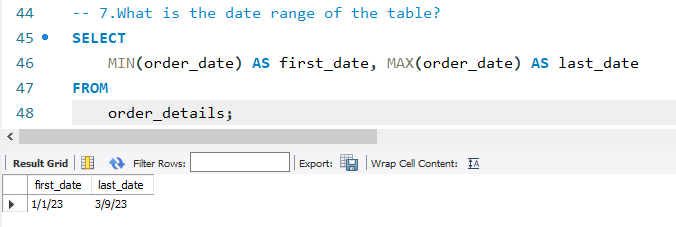 44 -- 7.What is the date range of the table?
45 SELECT
46 MIN(order_date) AS first_date, MAX(order_date) AS last_date
47 FROM
48 order_details;
Result Grid Filter Rows: Export: Wrap Cell Content: IA
first_date last_date
1/1/23 3/9/23